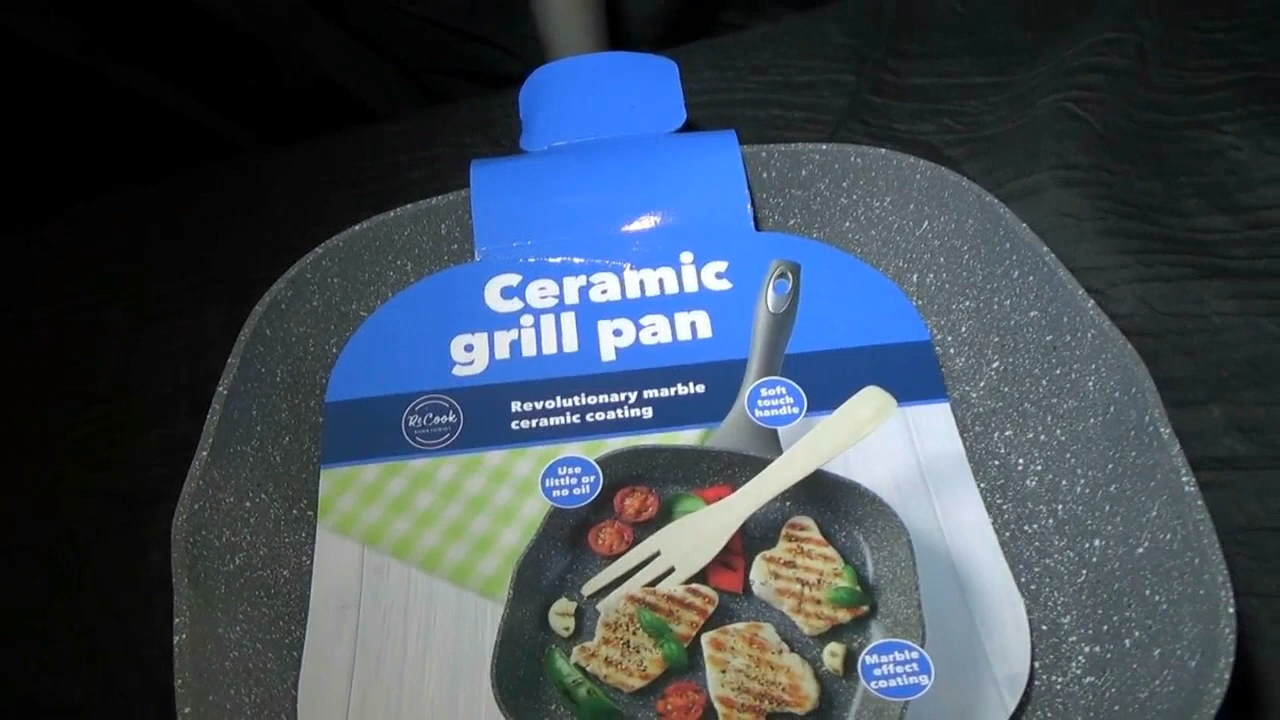 Ceramic
grill pan
Revolutionary marble
ceramic coating
Soft
touch
handle
Use
little or
no oil
Marble
effect
coating